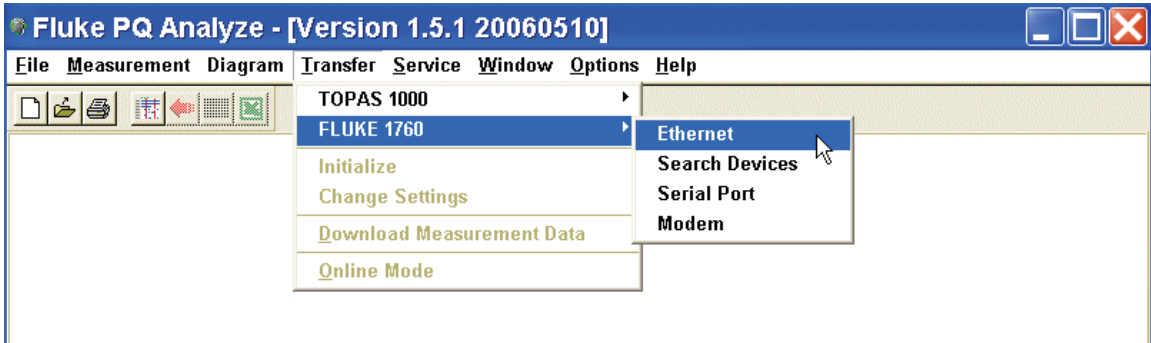 Fluke PQ Analyze - [Version 1.5.1 20060510]
File Measurement Diagram Transfer Service Window Options Help
TOPAS 1000
FLUKE 1760
Ethernet
Search Devices
Serial Port
Modem
Initialize
Change Settings
Download Measurement Data
Online Mode